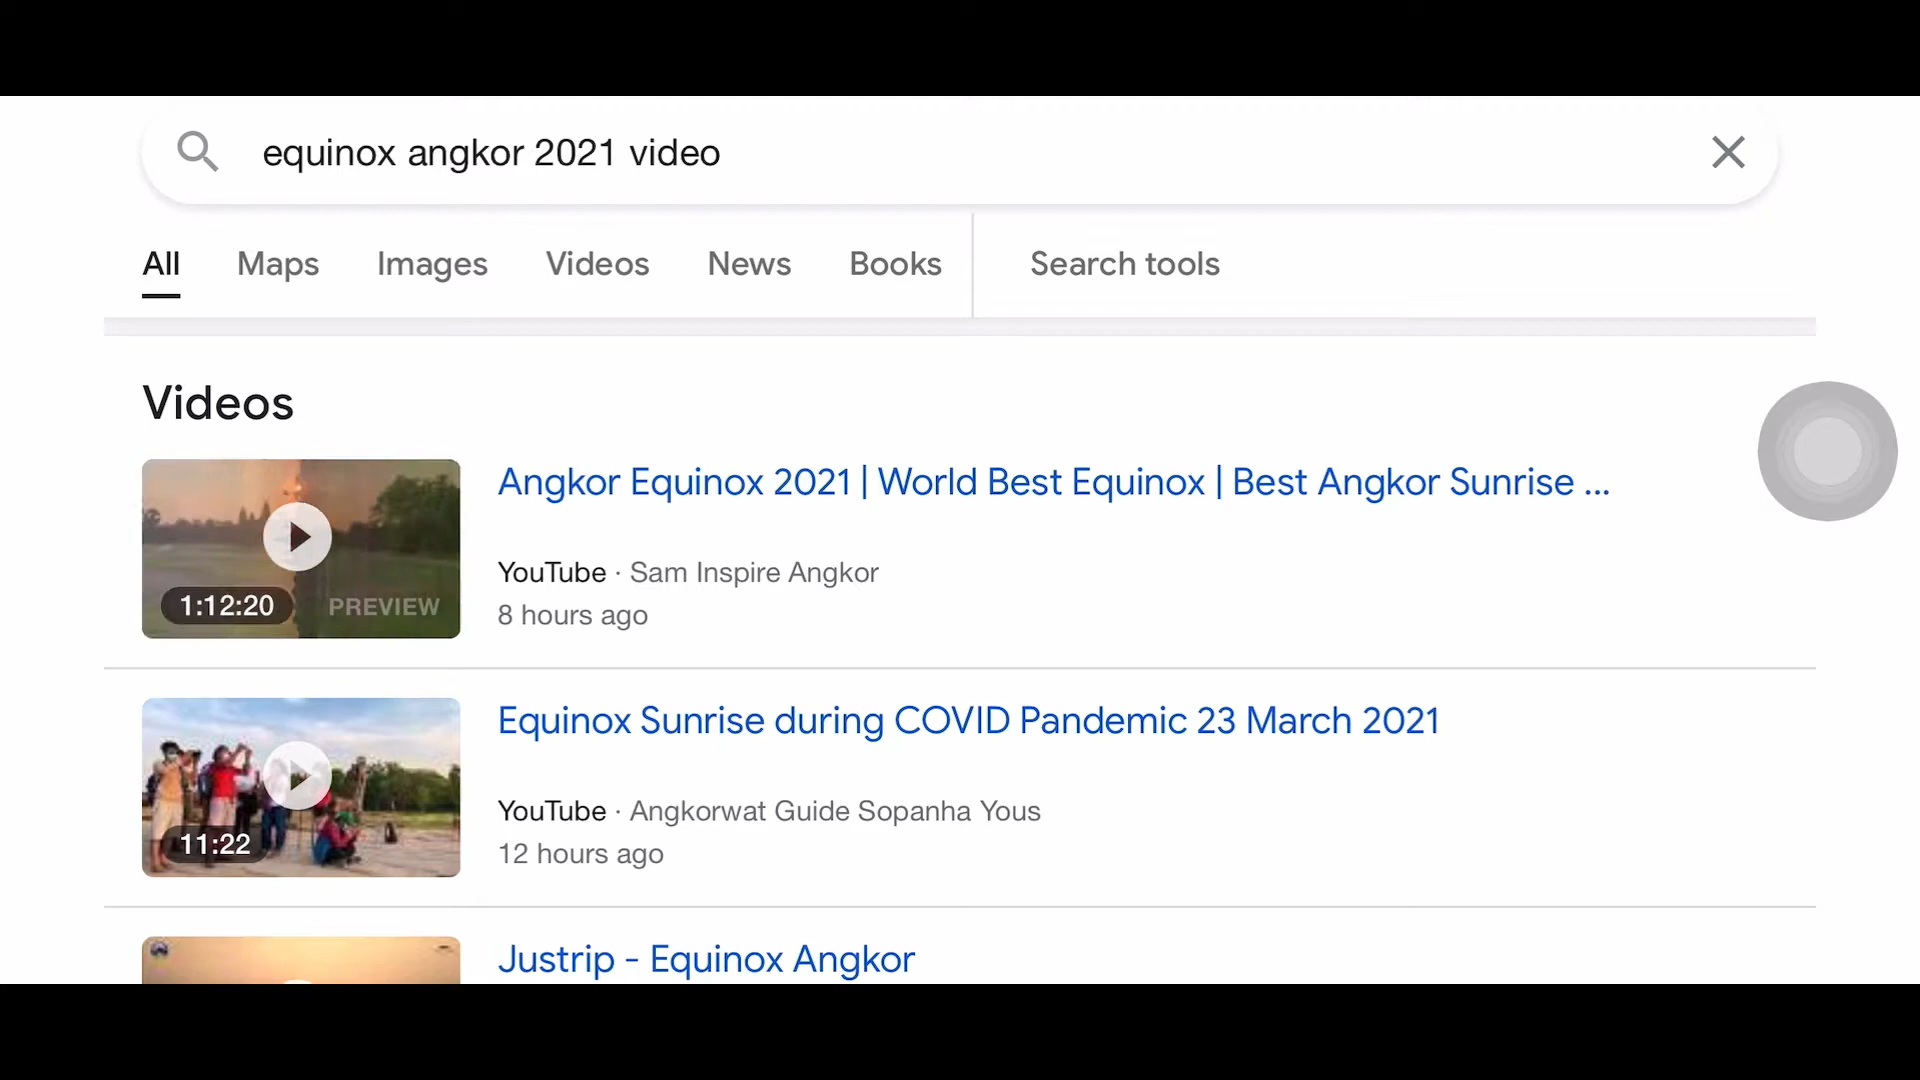 equinox angkor 2021 video
All Maps Images Videos News Books Search tools
Videos
Angkor Equinox 2021 | World Best Equinox | Best Angkor Sunrise ...
YouTube · Sam Inspire Angkor
8 hours ago
1:12:20 PREVIEW
Equinox Sunrise during COVID Pandemic 23 March 2021
YouTube · Angkorwat Guide Sopanha Yous
12 hours ago
11:22
Justrip - Equinox Angkor